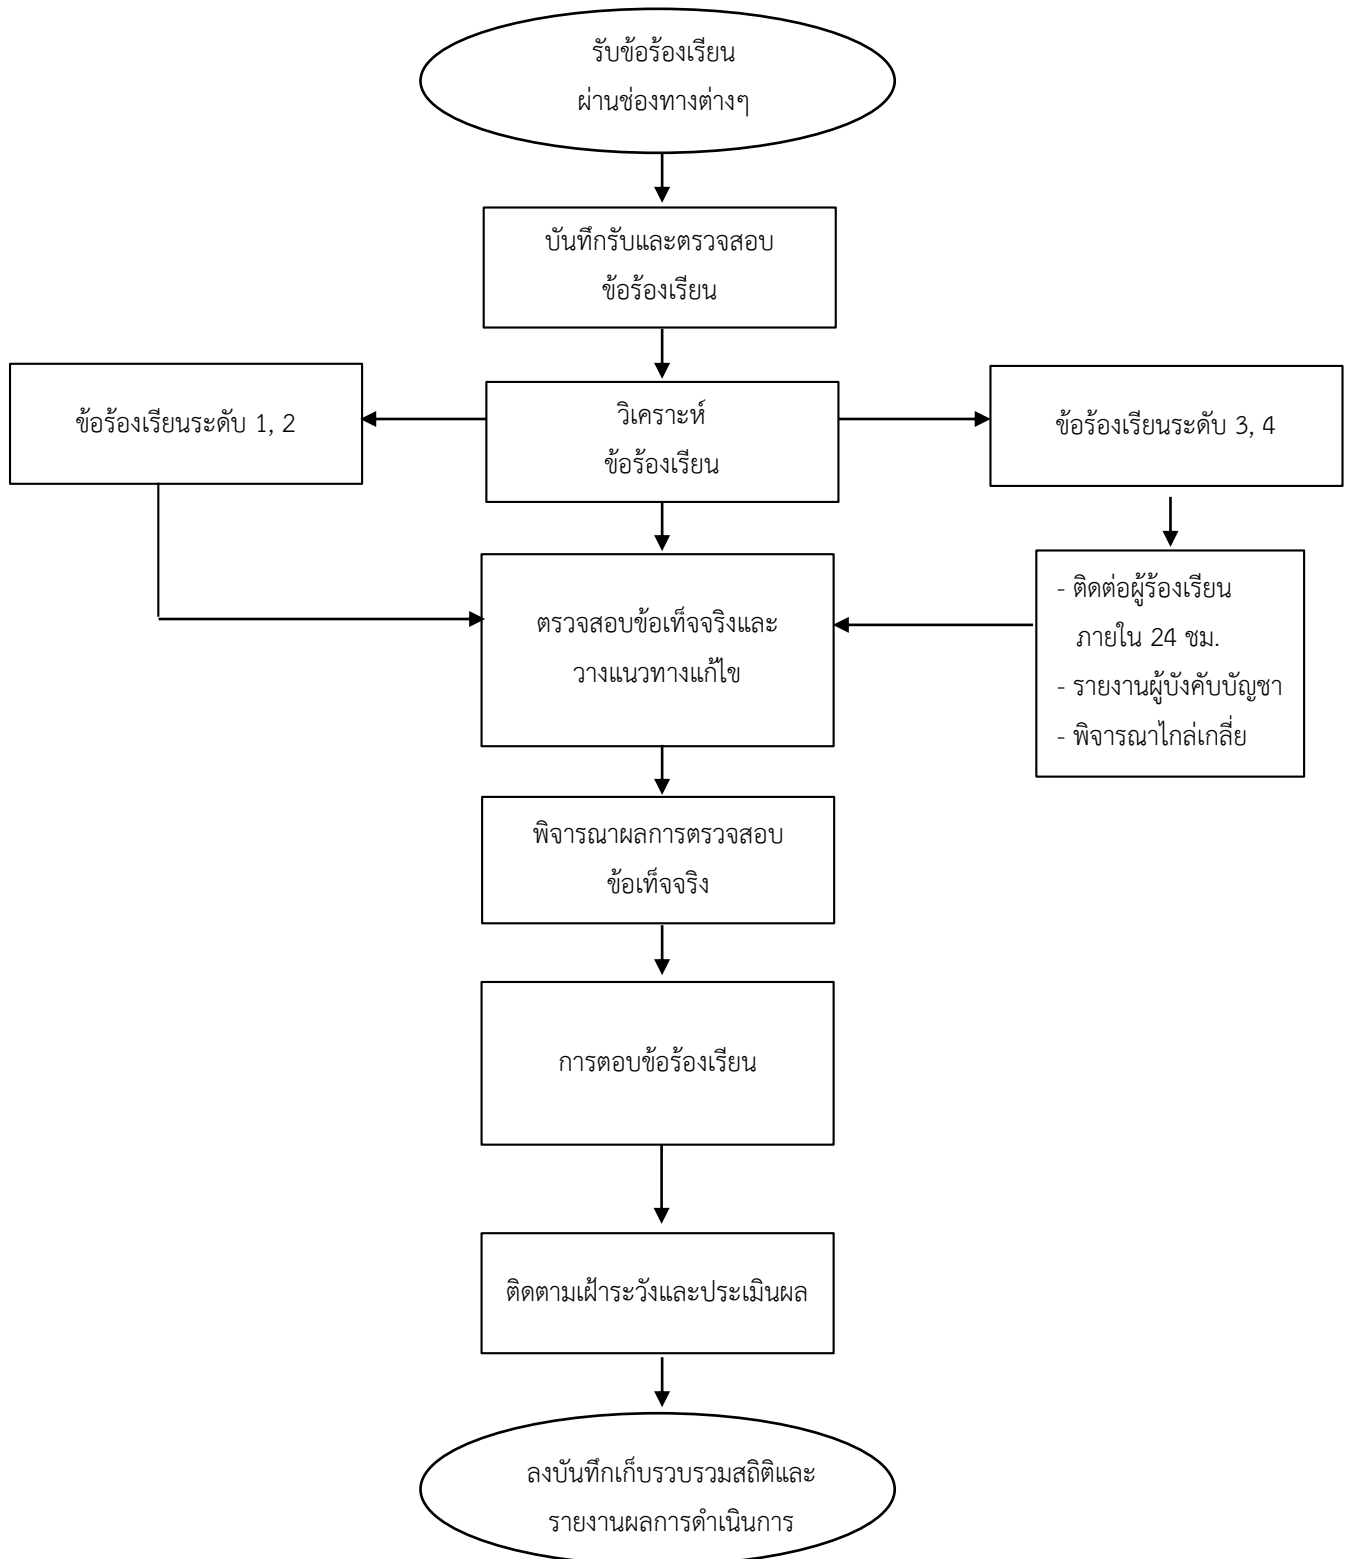 รับข้อร้องเรียน
ผ่านช่องทางต่างๆ
บันทึกรับและตรวจสอบ
ข้อร้องเรียน
ข้อร้องเรียนระดับ 1, 2
วิเคราะห์
ข้อร้องเรียน
ข้อร้องเรียนระดับ 3, 4
ตรวจสอบข้อเท็จจริงและ
วางแนวทางแก้ไข
- ติดต่อผู้ร้องเรียน
ภายใน 24 ชม.
- รายงานผู้บังคับบัญชา
- พิจารณาไกล่เกลี่ย
พิจารณาผลการตรวจสอบ
ข้อเท็จจริง
การตอบข้อร้องเรียน
ติดตามเฝ้าระวังและประเมินผล
ลงบันทึกเก็บรวบรวมสถิติและ
รายงานผลการดำเนินการ